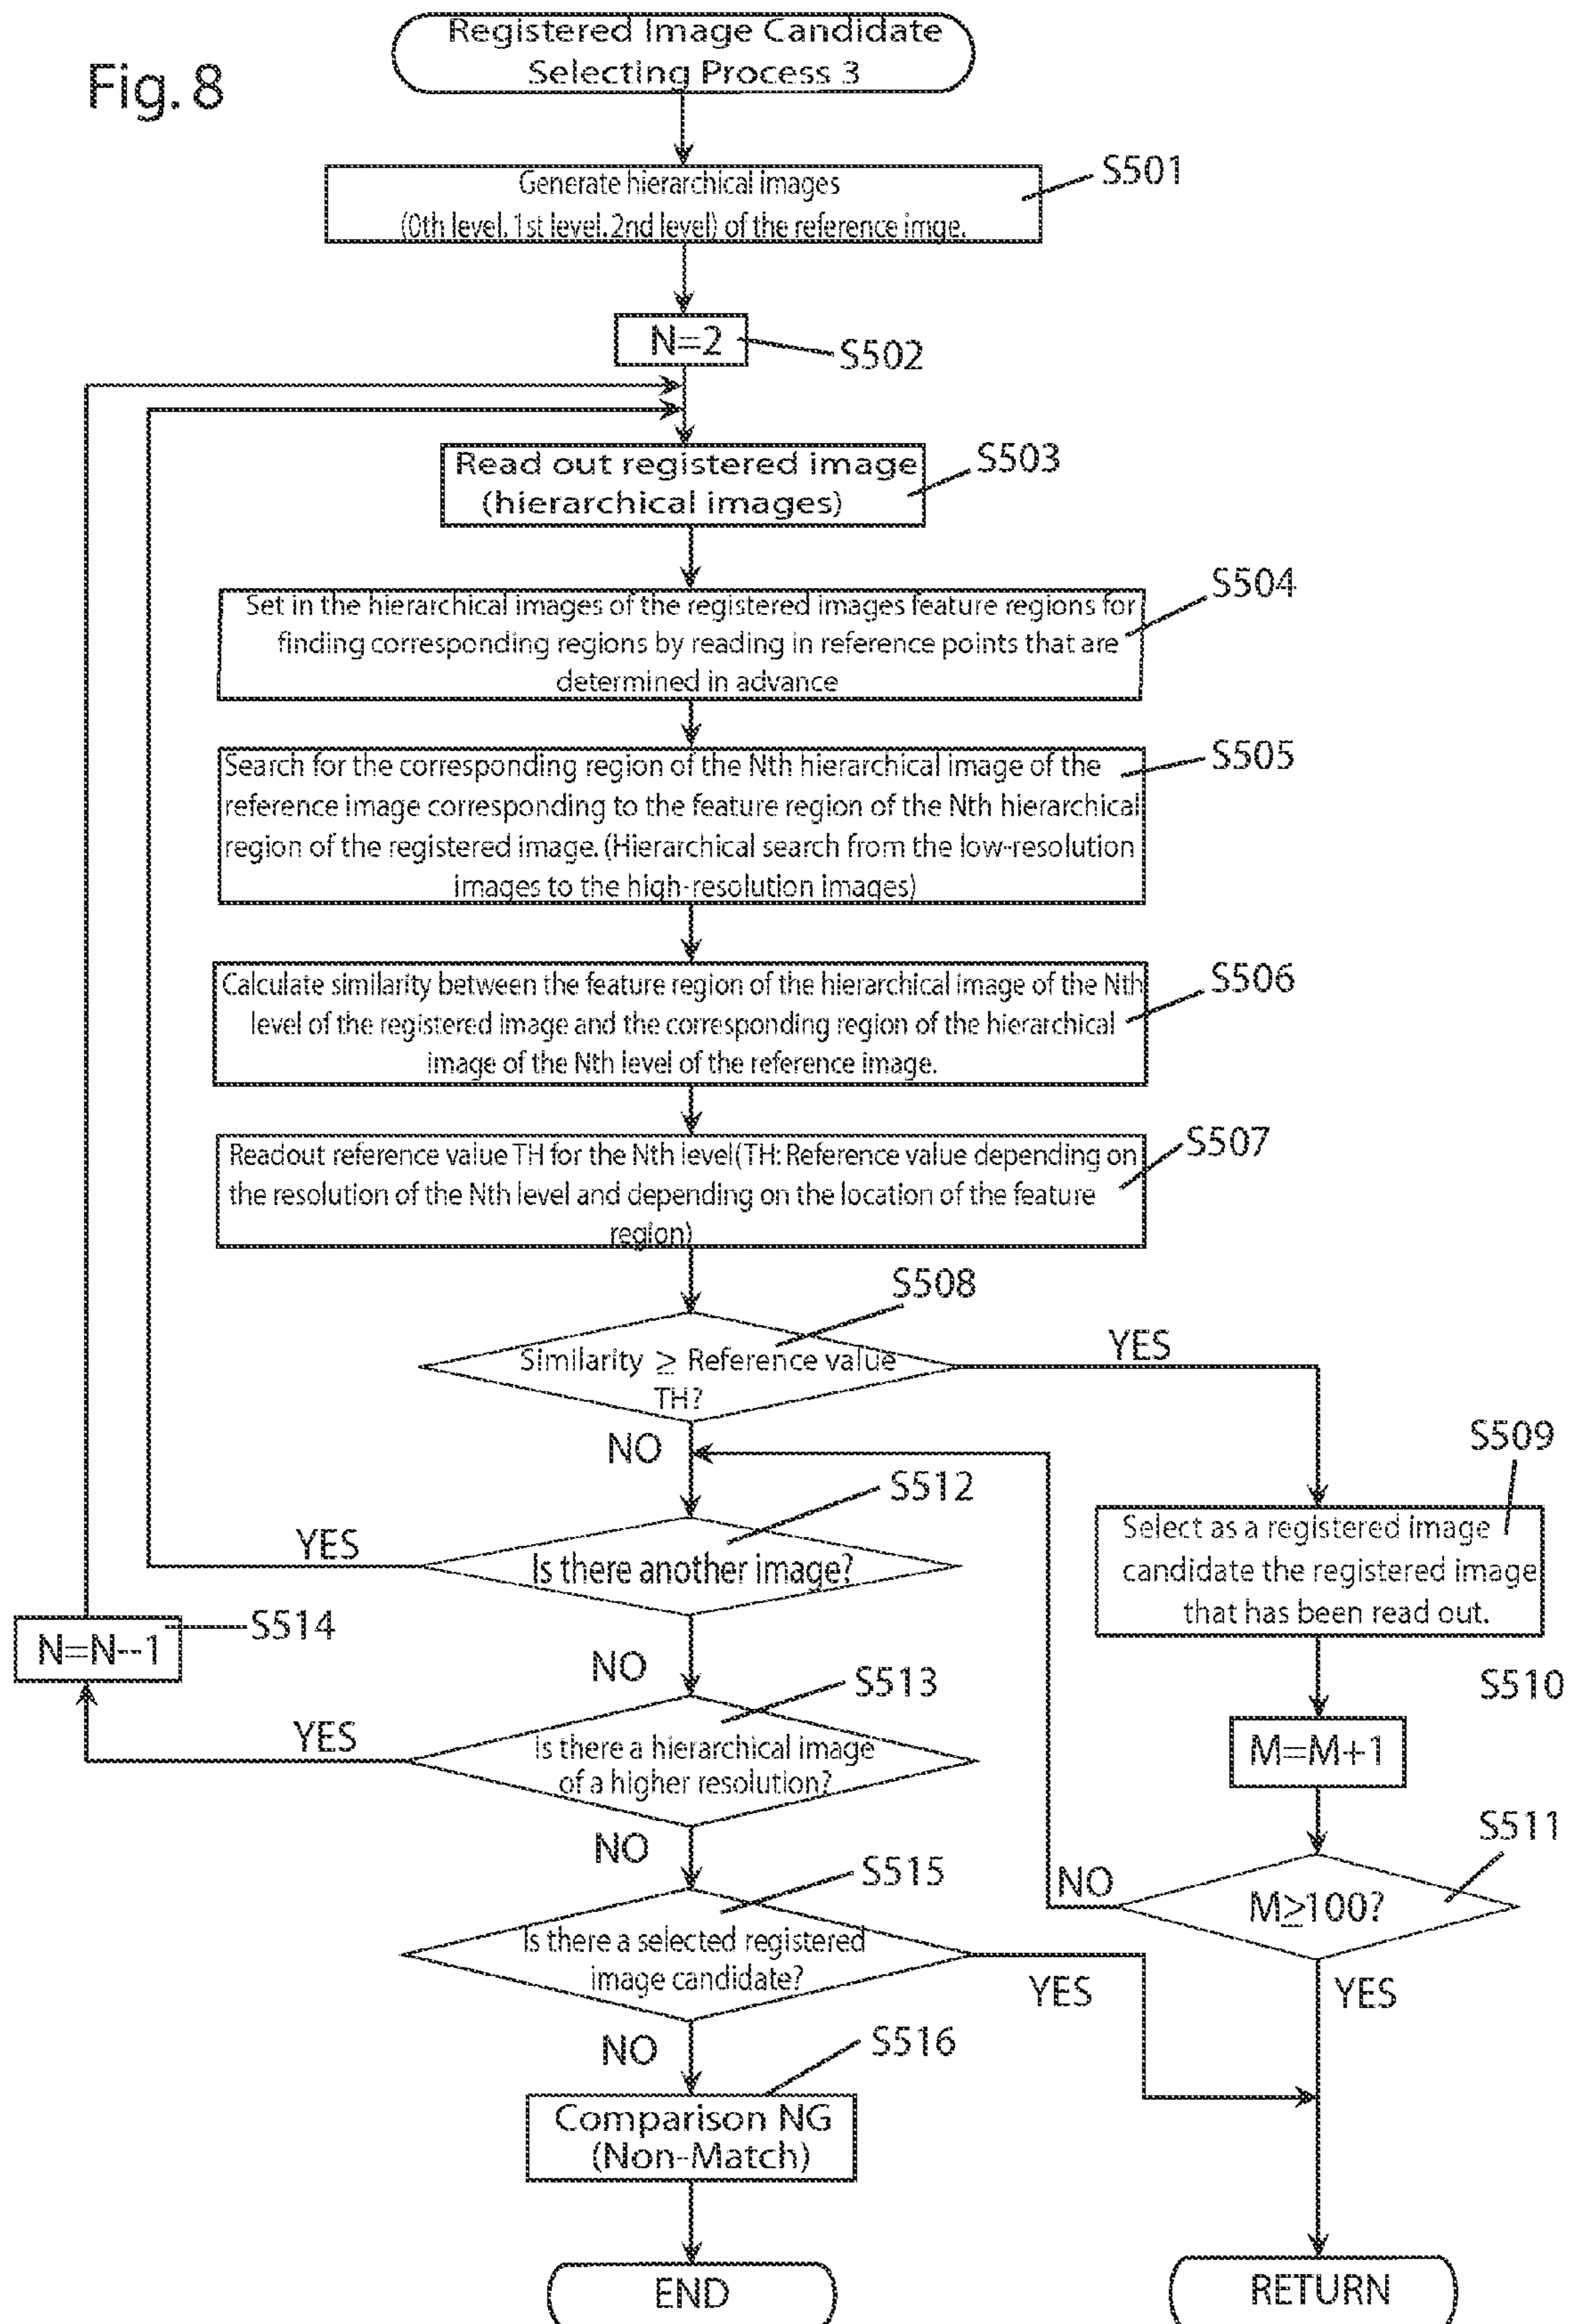 Fig. 8
Registered Image Candidate
Selecting Process 3
S501
Generate hierarchical images
(0th level. 1st level. 2nd level) of the reference imge.
N=2
S502
Read out registered image
(hierarchical images)
S503
S504
Set in the hierarchical images of the registered images feature regions for
finding corresponding regions by reading in reference points that are
determined in advance
S505
Search for the corresponding region of the Nth hierarchical image of the
reference image corresponding to the feature region of the Nth hierarchical
region of the registered image. (Hierarchical search from the low-resolution
images to the high-resolution images)
S506
Calculate similarity between the feature region of the hierarchical image of the Nth
level of the registered image and the corresponding region of the hierarchical
image of the Nth level of the reference image.
S507
Readout reference value TH for the Nth level(TH: Reference value depending on
the resolution of the Nth level and depending on the location of the feature
region)
S508
Similarity ≥ Reference value
TH?
YES
NO
S509
Select as a registered image
candidate the registered image
that has been read out.
S512
Is there another image?
YES
NO
S514
N=N--1
S510
M=M+1
S513
Is there a hierarchical image
of a higher resolution?
YES
NO
S511
M≥100?
NO
YES
S515
Is there a selected registered
image candidate?
YES
NO
S516
Comparison NG
(Non-Match)
END
RETURN